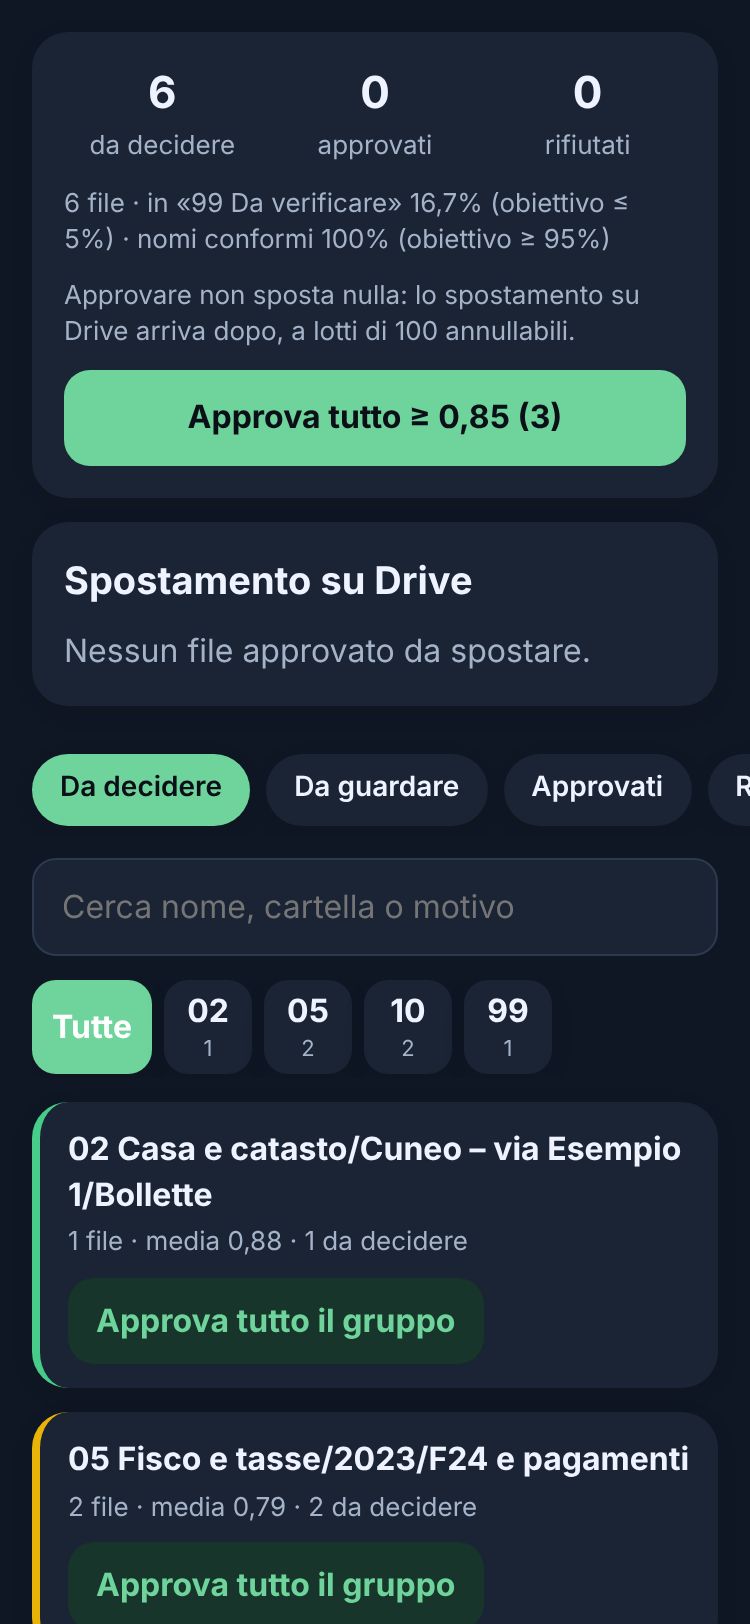 6
0
0
da decidere
approvati
rifiutati
6 file · in «99 Da verificare» 16,7% (obiettivo ≤
5%) · nomi conformi 100% (obiettivo ≥ 95%)
Approvare non sposta nulla: lo spostamento su
Drive arriva dopo, a lotti di 100 annullabili.
Approva tutto ≥ 0,85 (3)
Spostamento su Drive
Nessun file approvato da spostare.
Da decidere
Da guardare
Approvati
R
Cerca nome, cartella o motivo
Tutte
02
1
05
2
10
2
99
1
02 Casa e catasto/Cuneo – via Esempio
1/Bollette
1 file · media 0,88 · 1 da decidere
Approva tutto il gruppo
05 Fisco e tasse/2023/F24 e pagamenti
2 file · media 0,79 · 2 da decidere
Approva tutto il gruppo